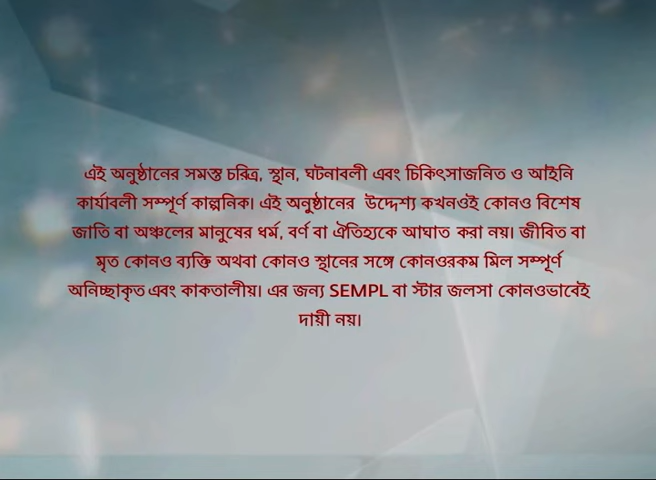 এই অনুষ্ঠানের সমস্ত চরিত্র, স্থান, ঘটনাবলী এবং চিকিৎসাজনিত ও আইনি
কার্যাবলী সম্পূর্ণ কাল্পনিক। এই অনুষ্ঠানের উদ্দেশ্য কখনওই কোনও বিশেষ
জাতি বা অঞ্চলের মানুষের ধর্ম, বর্ণ বা ঐতিহ্যকে আঘাত করা নয়। জীবিত বা
মৃত কোনও ব্যক্তি অথবা কোনও স্থানের সঙ্গে কোনওরকম মিল সম্পূর্ণ
অনিচ্ছাকৃত এবং কাকতালীয়। এর জন্য SEMPL বা স্টার জলসা কোনওভাবেই
দায়ী নয়।